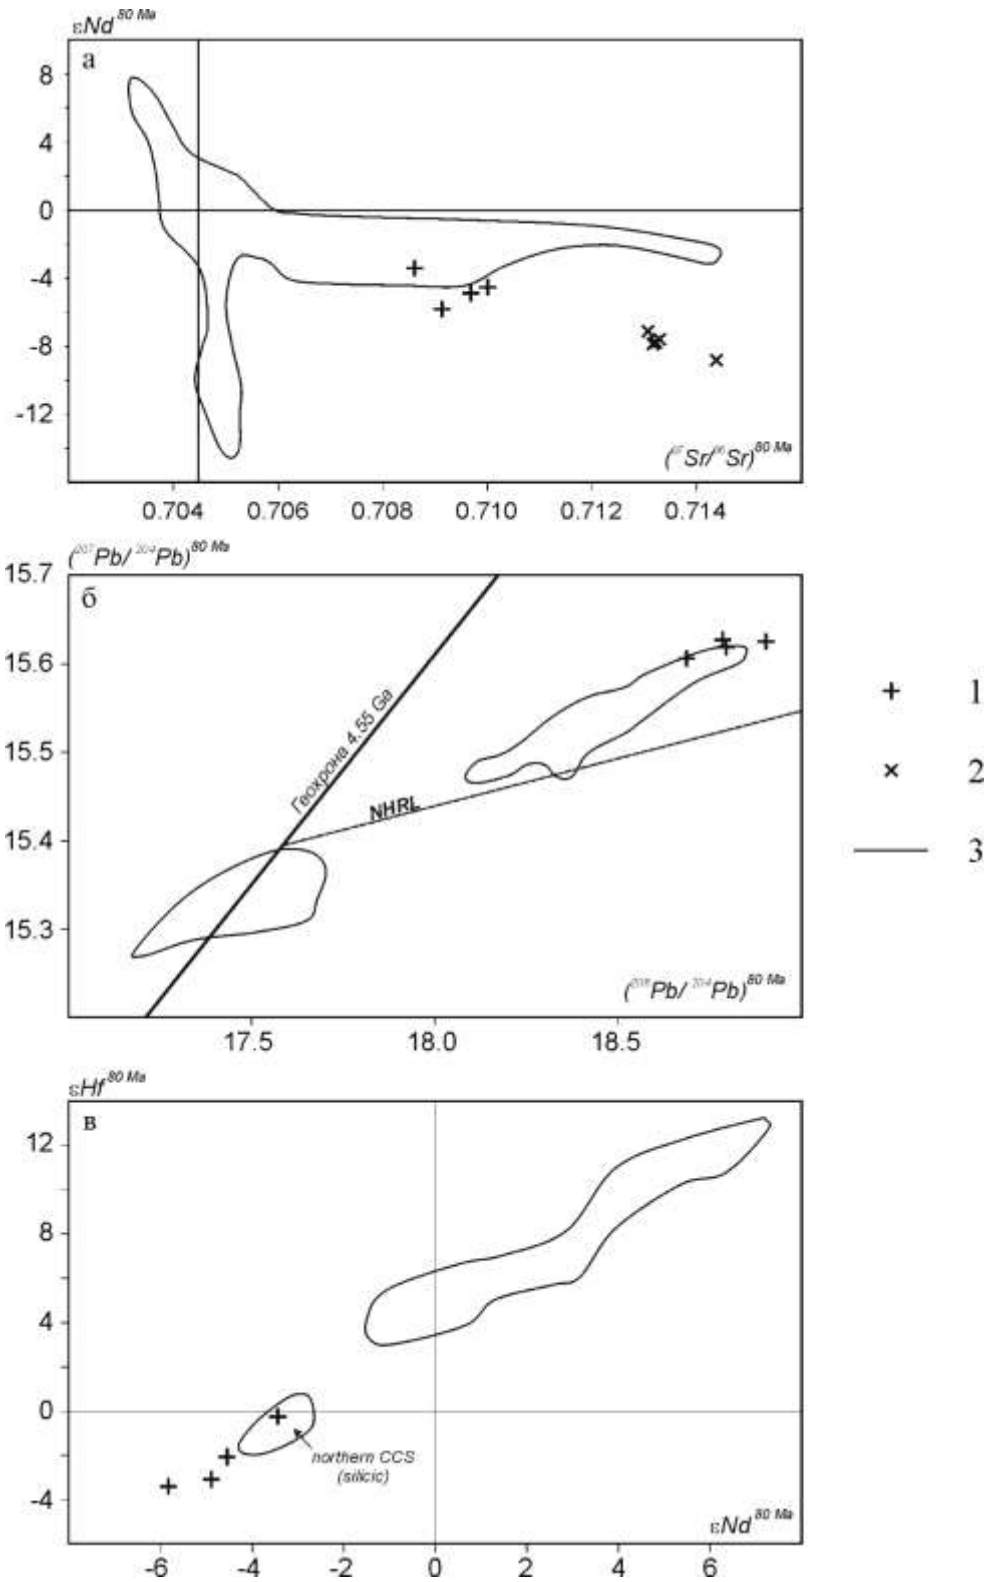 εNd 80 Ma
а
8
4
0
-4
-8
-12
(87Sr/86Sr)80 Ma
0.704 0.706 0.708 0.710 0.712 0.714
(207Pb/ 204Pb)80 Ma
15.7
б
15.6
15.5
15.4
15.3
Геохрона 4.55 Ga
NHRL
(206Pb/ 204Pb)80 Ma
17.5 18.0 18.5
1
2
3
εHf 80 Ma
в
12
8
4
0
-4
northern CCS
(silicic)
εNd 80 Ma
-6 -4 -2 0 2 4 6